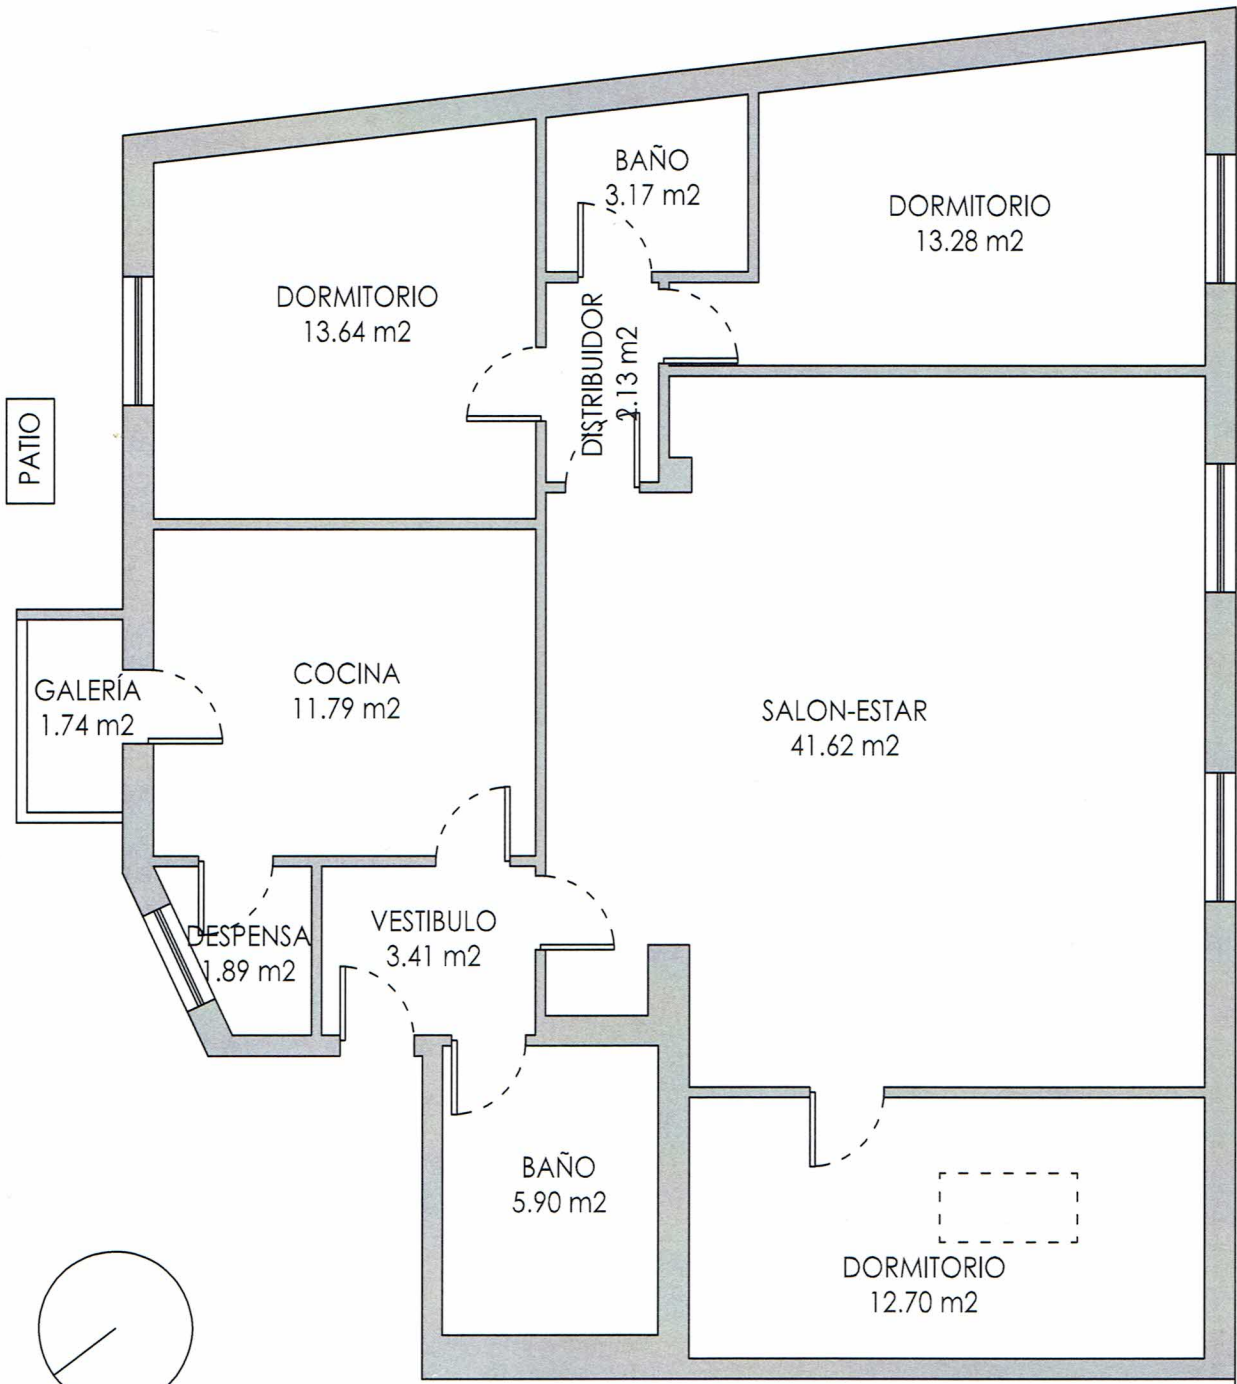 BAÑO
3.17 m2
DORMITORIO
13.28 m2
DORMITORIO
13.64 m2
DISTRIBUIDOR
2.13 m2
PATIO
COCINA
11.79 m2
GALERÍA
1.74 m2
SALON-ESTAR
41.62 m2
VESTIBULO
3.41 m2
DESPENSA
1.89 m2
BAÑO
5.90 m2
DORMITORIO
12.70 m2